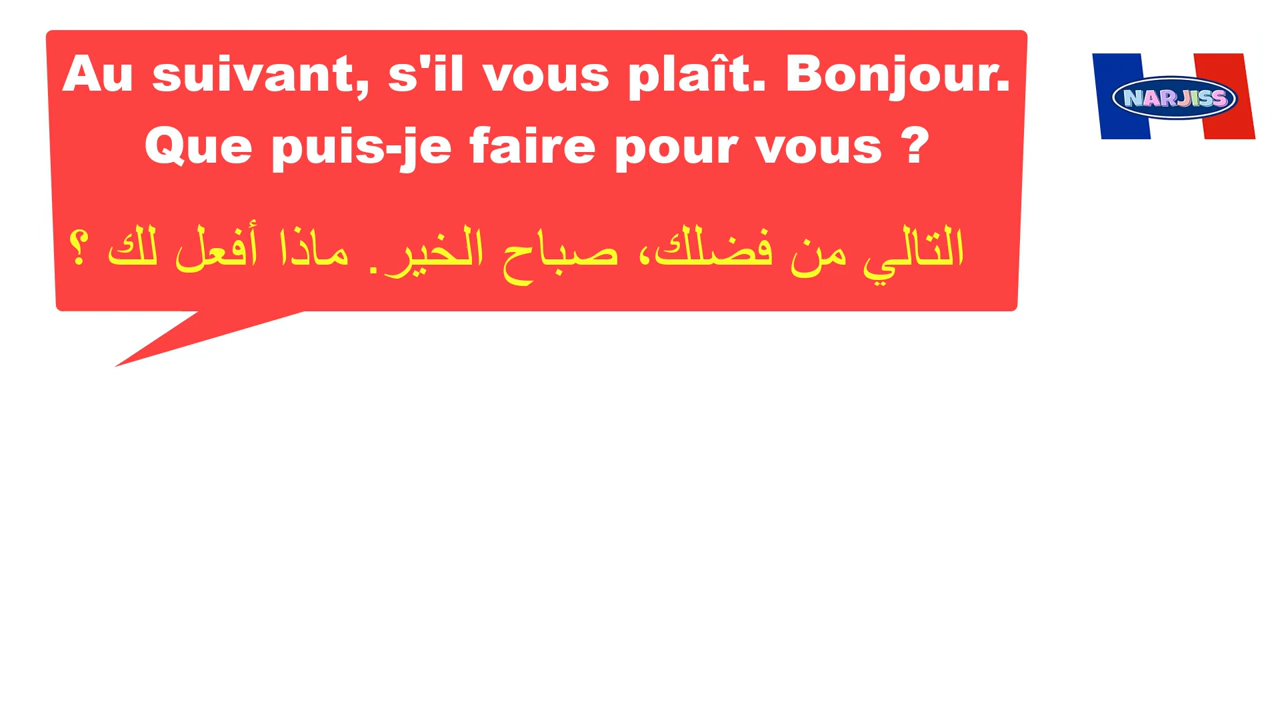 Au suivant, s'il vous plaît. Bonjour.
Que puis-je faire pour vous ?
التالي من فضلك، صباح الخير. ماذا أفعل لك ؟
NARJISS